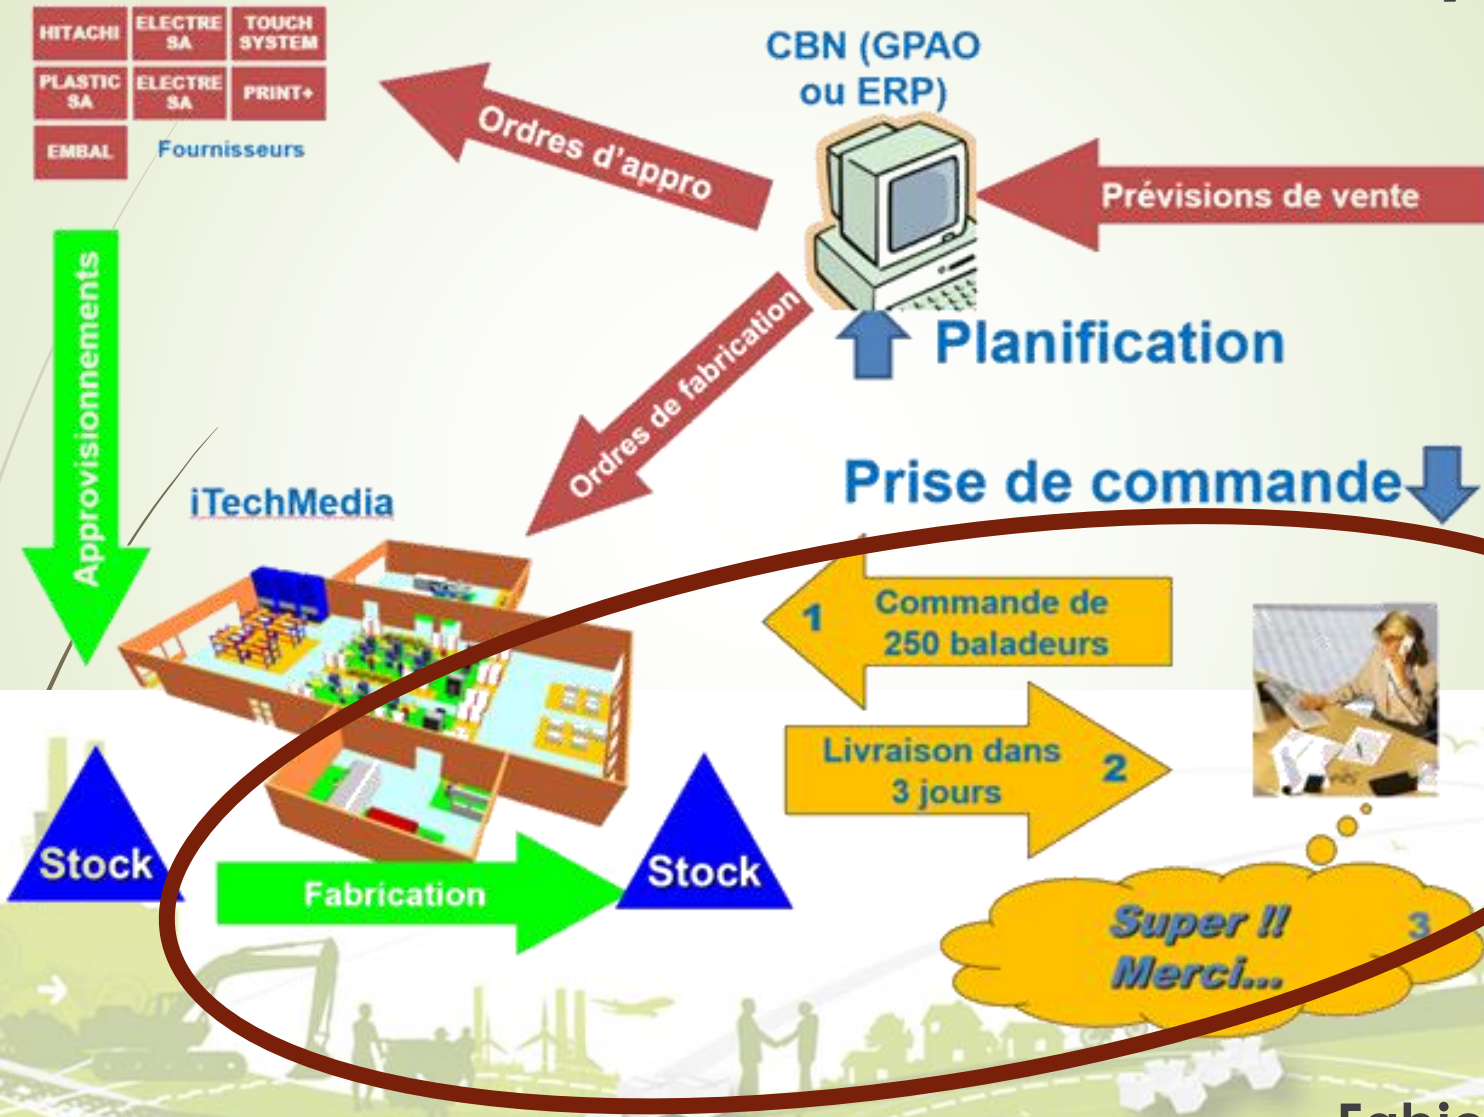 HITACHI
ELECTRE
SA
TOUCH
SYSTEM
PLASTIC
SA
ELECTRE
SA
PRINT+
EMBAL
Fournisseurs
CBN (GPAO
ou ERP)
Ordres d'appro
Prévisions de vente
Approvisionnements
Ordres de fabrication
Planification
Prise de commande
iTechMedia
1
Commande de
250 baladeurs
Livraison dans
3 jours
2
Stock
Fabrication
Stock
Super !!
Merci...
3